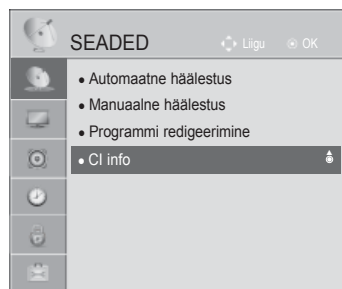 SEADED
Liigu
OK
● Automaatne häälestus
● Manuaalne häälestus
● Programmi redigeerimine
● CI info